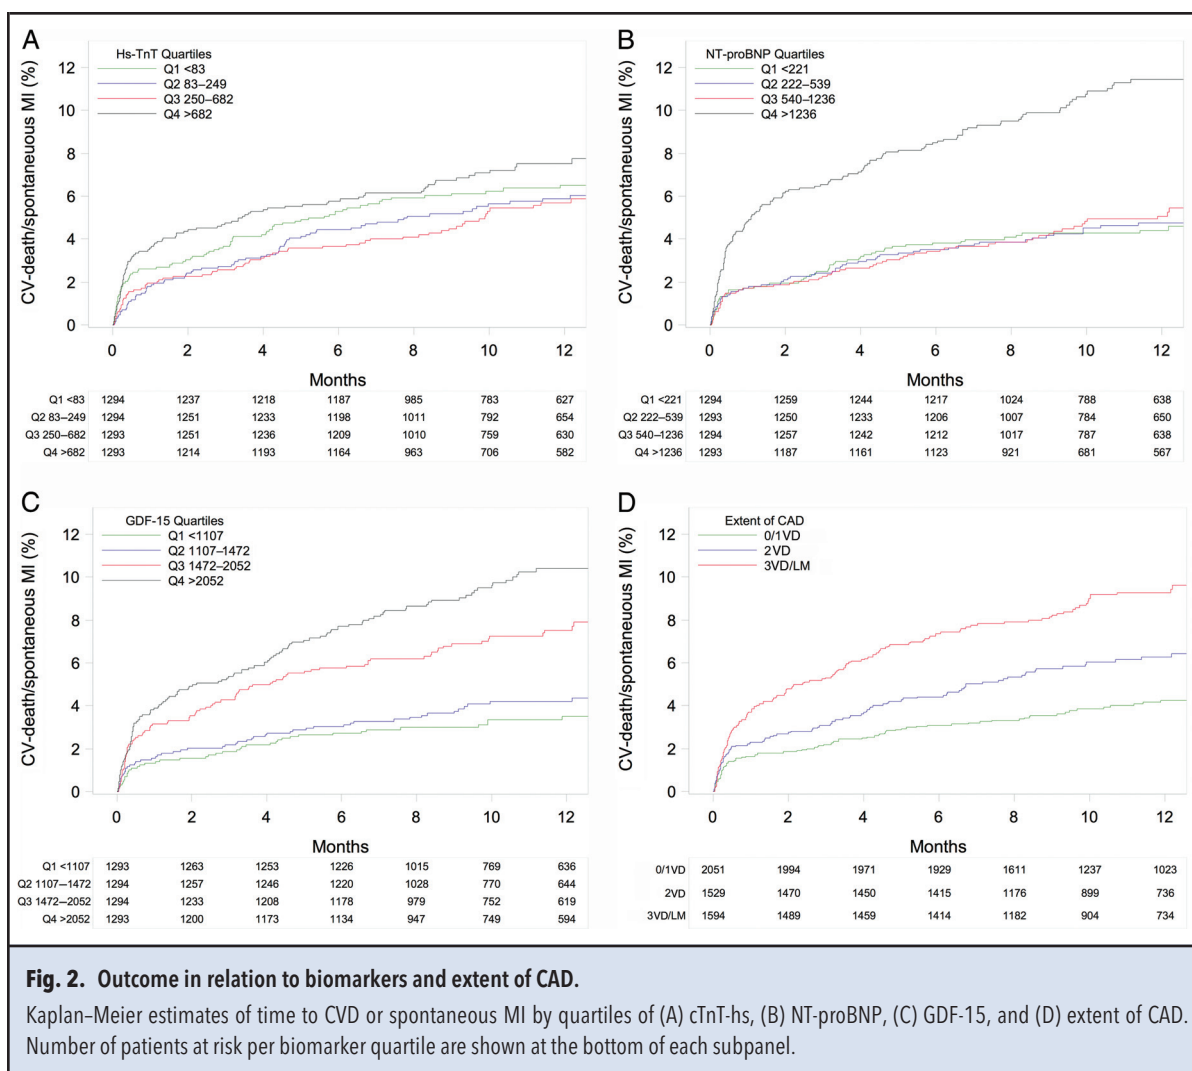 A
Hs-TnT Quartiles
Q1 <83
Q2 83–249
Q3 250–682
Q4 >682
CV-death/spontaneous MI (%)
12
10
8
6
4
2
0
0 2 4 6 8 10 12
Months
Q1 <83 1294 1237 1218 1187 985 783 627
Q2 83–249 1294 1251 1233 1198 1011 792 654
Q3 250–682 1293 1251 1236 1209 1010 759 630
Q4 >682 1293 1214 1193 1164 963 706 582
B
NT-proBNP Quartiles
Q1 <221
Q2 222–539
Q3 540–1236
Q4 >1236
CV-death/spontaneous MI (%)
12
10
8
6
4
2
0
0 2 4 6 8 10 12
Months
Q1 <221 1294 1259 1244 1217 1024 788 638
Q2 222–539 1293 1250 1233 1206 1007 784 650
Q3 540–1236 1294 1257 1242 1212 1017 787 638
Q4 >1236 1293 1187 1161 1123 921 681 567
C
GDF-15 Quartiles
Q1 <1107
Q2 1107–1472
Q3 1472–2052
Q4 >2052
CV-death/spontaneous MI (%)
12
10
8
6
4
2
0
0 2 4 6 8 10 12
Months
Q1 <1107 1293 1263 1253 1226 1015 769 636
Q2 1107–1472 1294 1257 1246 1220 1028 770 644
Q3 1472–2052 1294 1233 1208 1178 979 752 619
Q4 >2052 1293 1200 1173 1134 947 749 594
D
Extent of CAD
0/1VD
2VD
3VD/LM
CV-death/spontaneuous MI (%)
12
10
8
6
4
2
0
0 2 4 6 8 10 12
Months
0/1VD 2051 1994 1971 1929 1611 1237 1023
2VD 1529 1470 1450 1415 1176 899 736
3VD/LM 1594 1489 1459 1414 1182 904 734
Fig. 2. Outcome in relation to biomarkers and extent of CAD.
Kaplan–Meier estimates of time to CVD or spontaneous MI by quartiles of (A) cTnT-hs, (B) NT-proBNP, (C) GDF-15, and (D) extent of CAD.
Number of patients at risk per biomarker quartile are shown at the bottom of each subpanel.